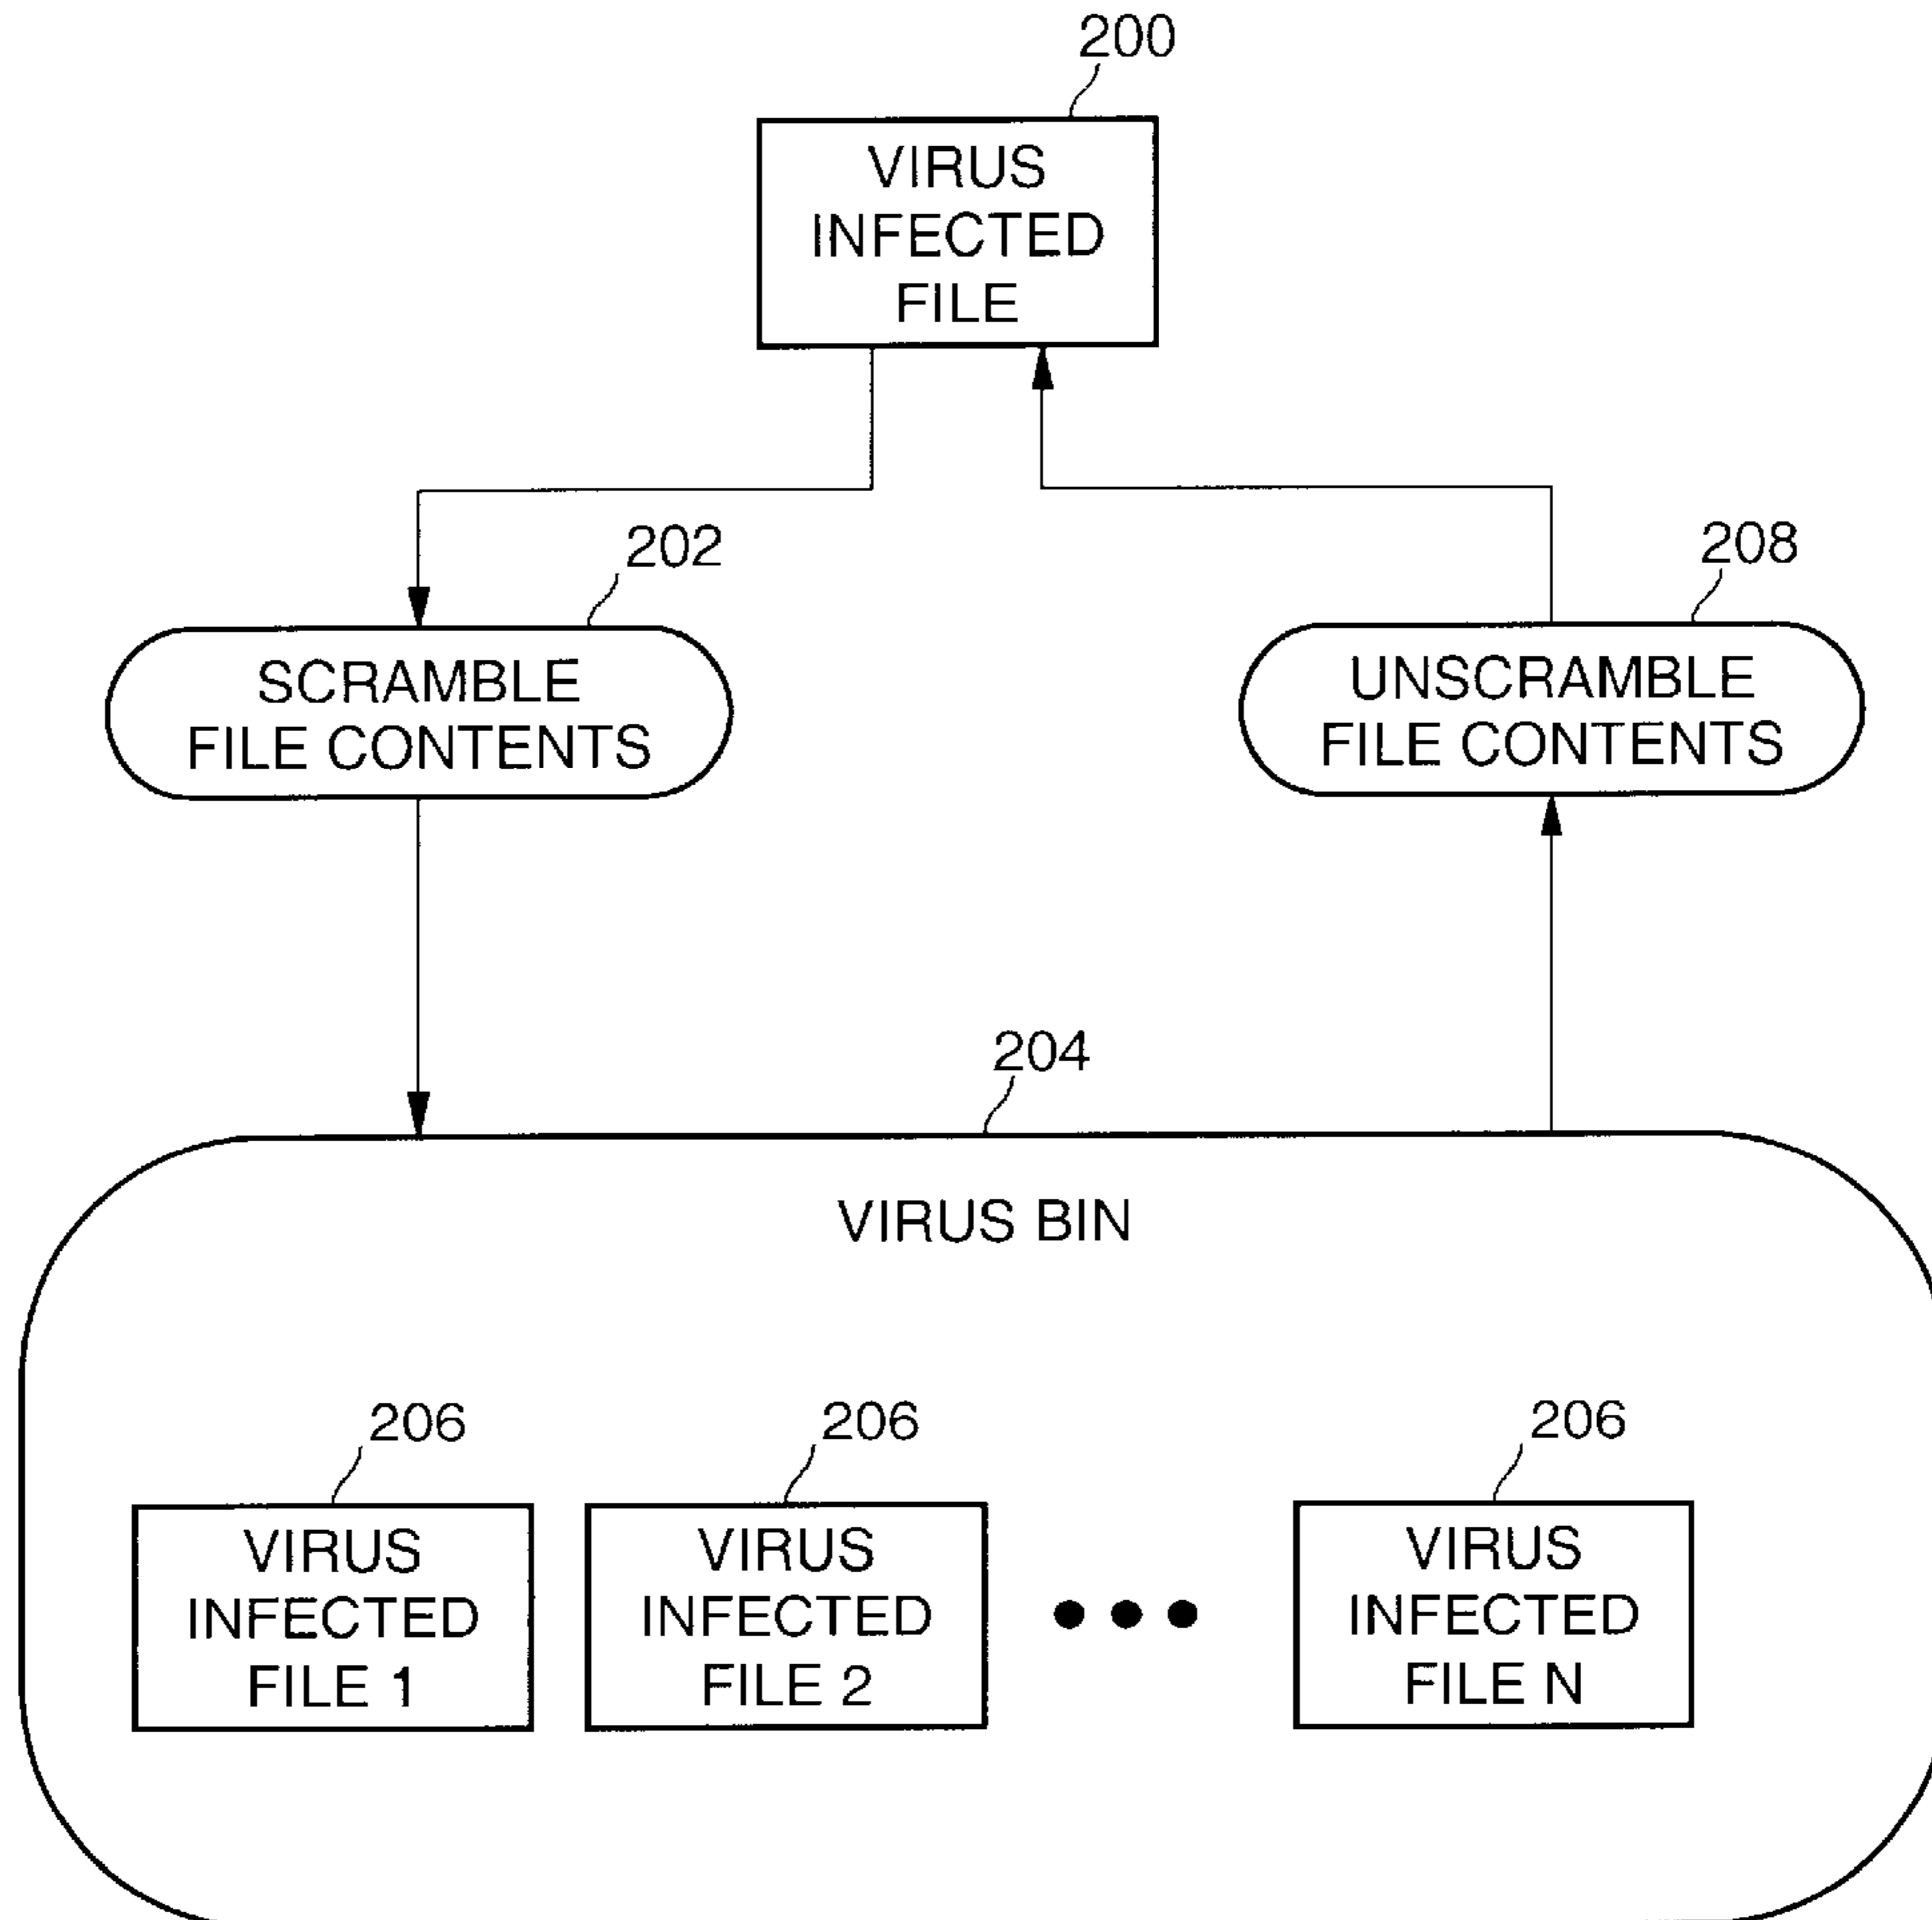 200
VIRUS
INFECTED
FILE
202
208
SCRAMBLE
FILE CONTENTS
UNSCRAMBLE
FILE CONTENTS
204
VIRUS BIN
206
206
206
VIRUS
INFECTED
FILE 1
VIRUS
INFECTED
FILE 2
VIRUS
INFECTED
FILE N